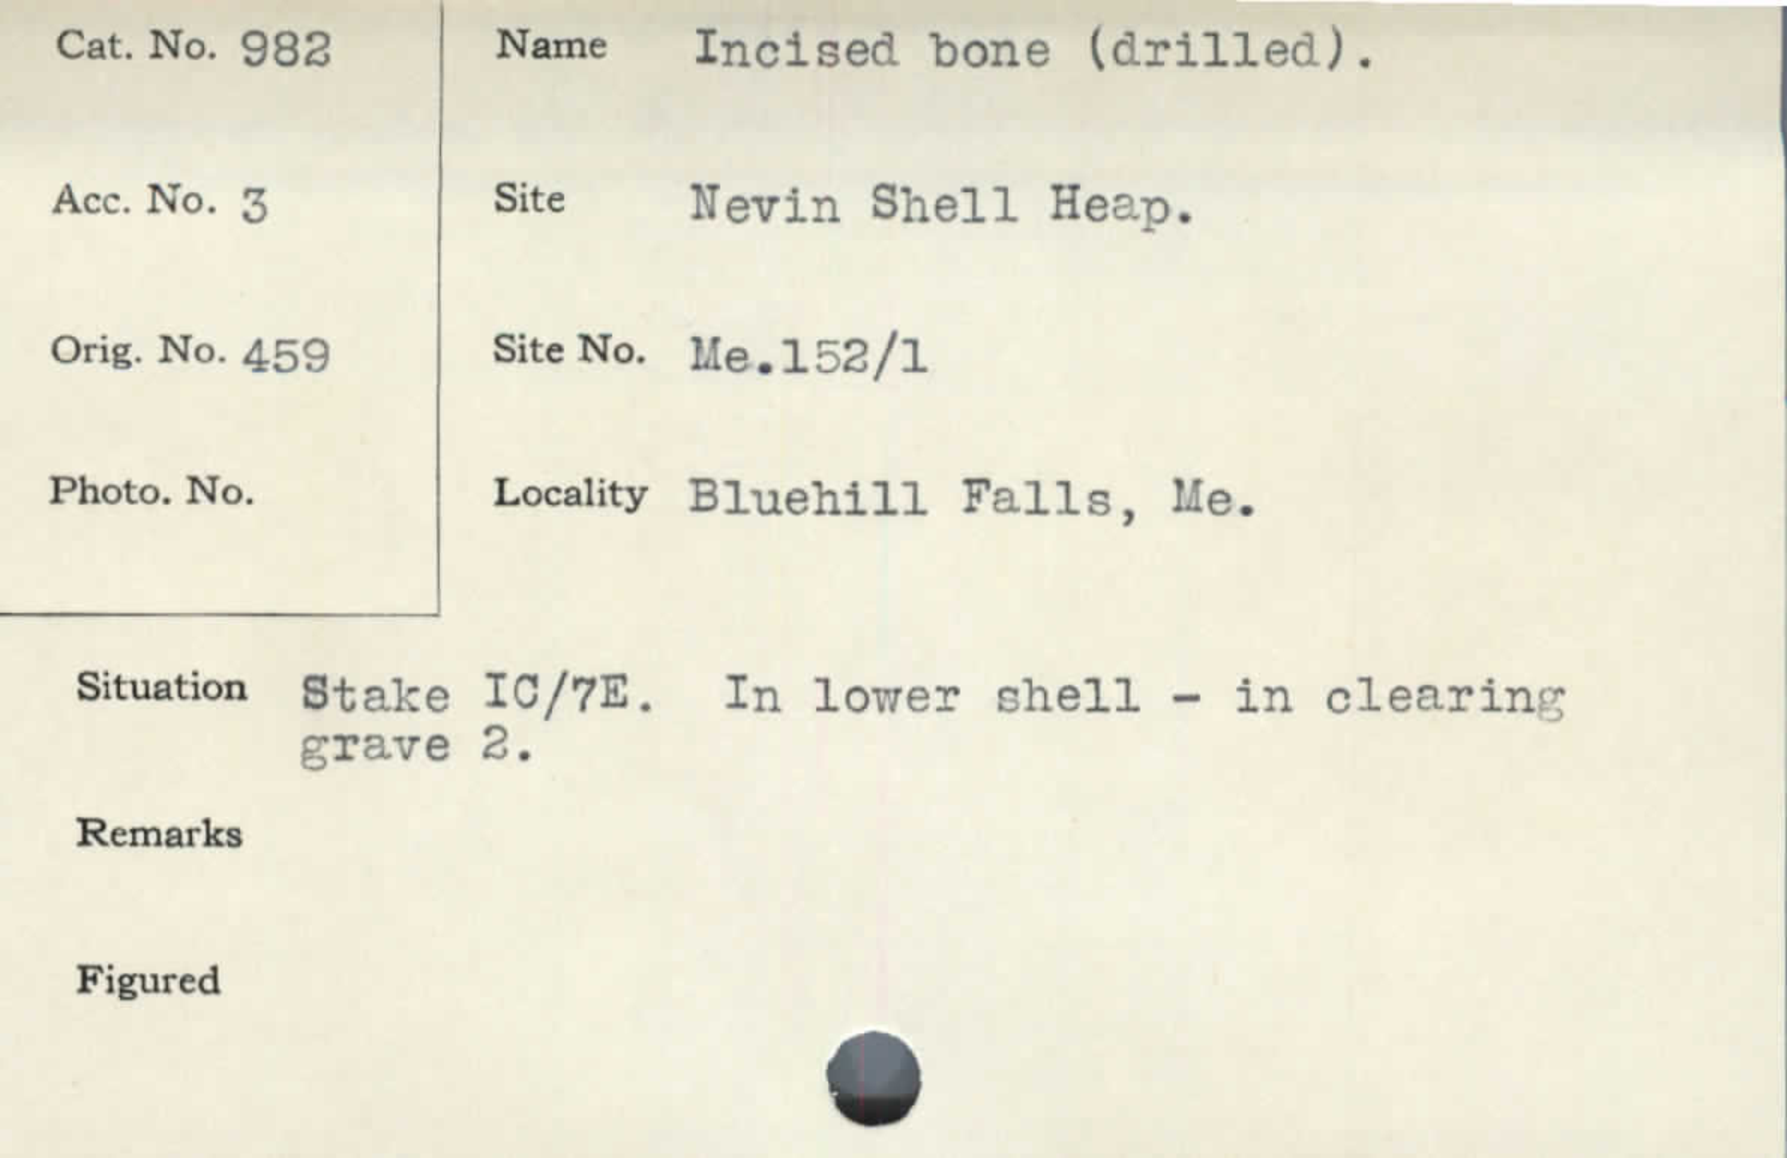 Cat. No. 982
Name Incised bone (drilled).
Acc. No. 3
Site Nevin Shell Heap.
Orig. No. 459
Site No. Me.152/1
Photo. No.
Locality Bluehill Falls, Me.
Situation Stake IC/7E. In lower shell - in clearing
grave 2.
Remarks
Figured